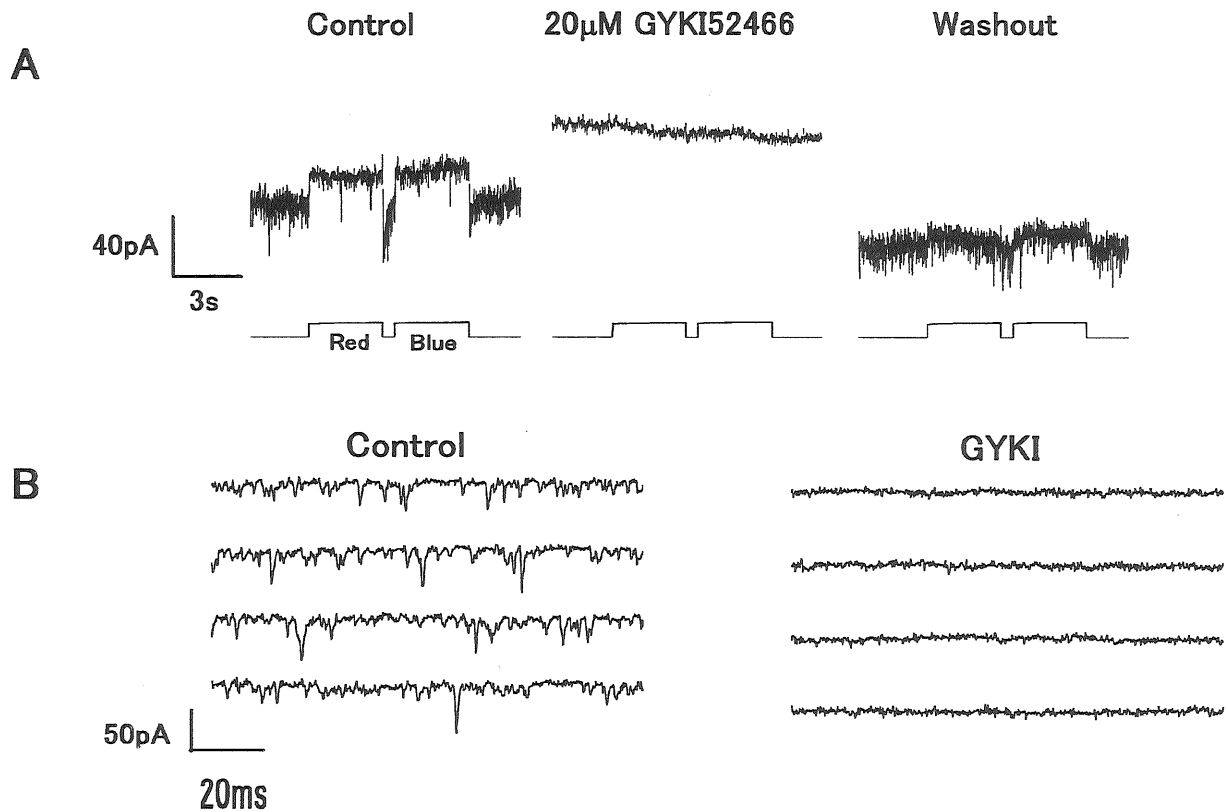 Control 20μM GYKI52466 Washout
A
40pA
3s
Red Blue
Control GYKI
B
50pA
20ms